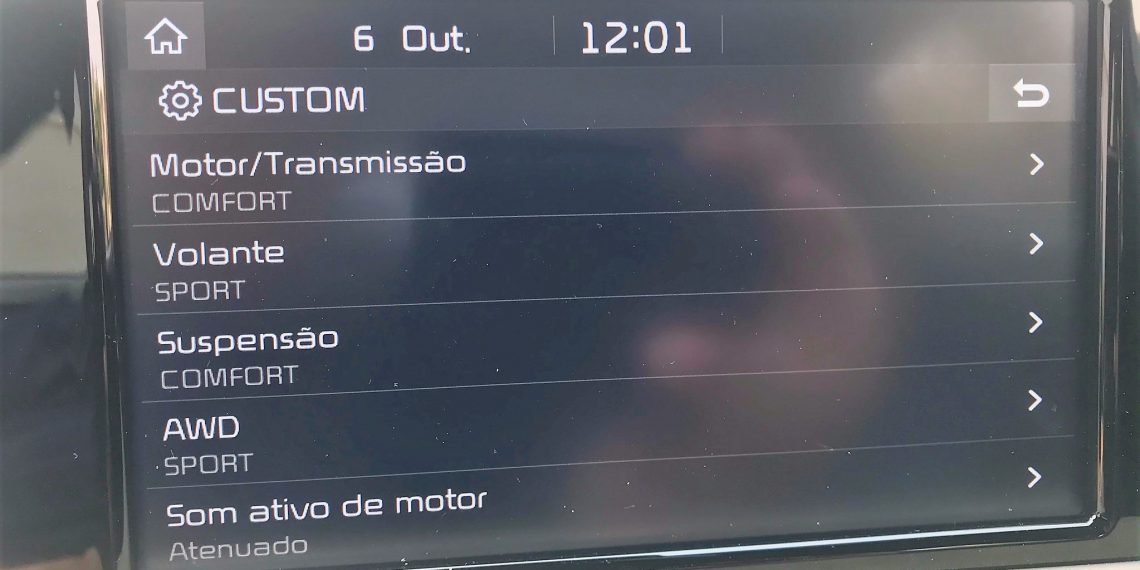 6 Out. 12:01
CUSTOM
Motor/Transmissão
COMFORT
Volante
SPORT
Suspensão
COMFORT
AWD
SPORT
Som ativo de motor
Atenuado